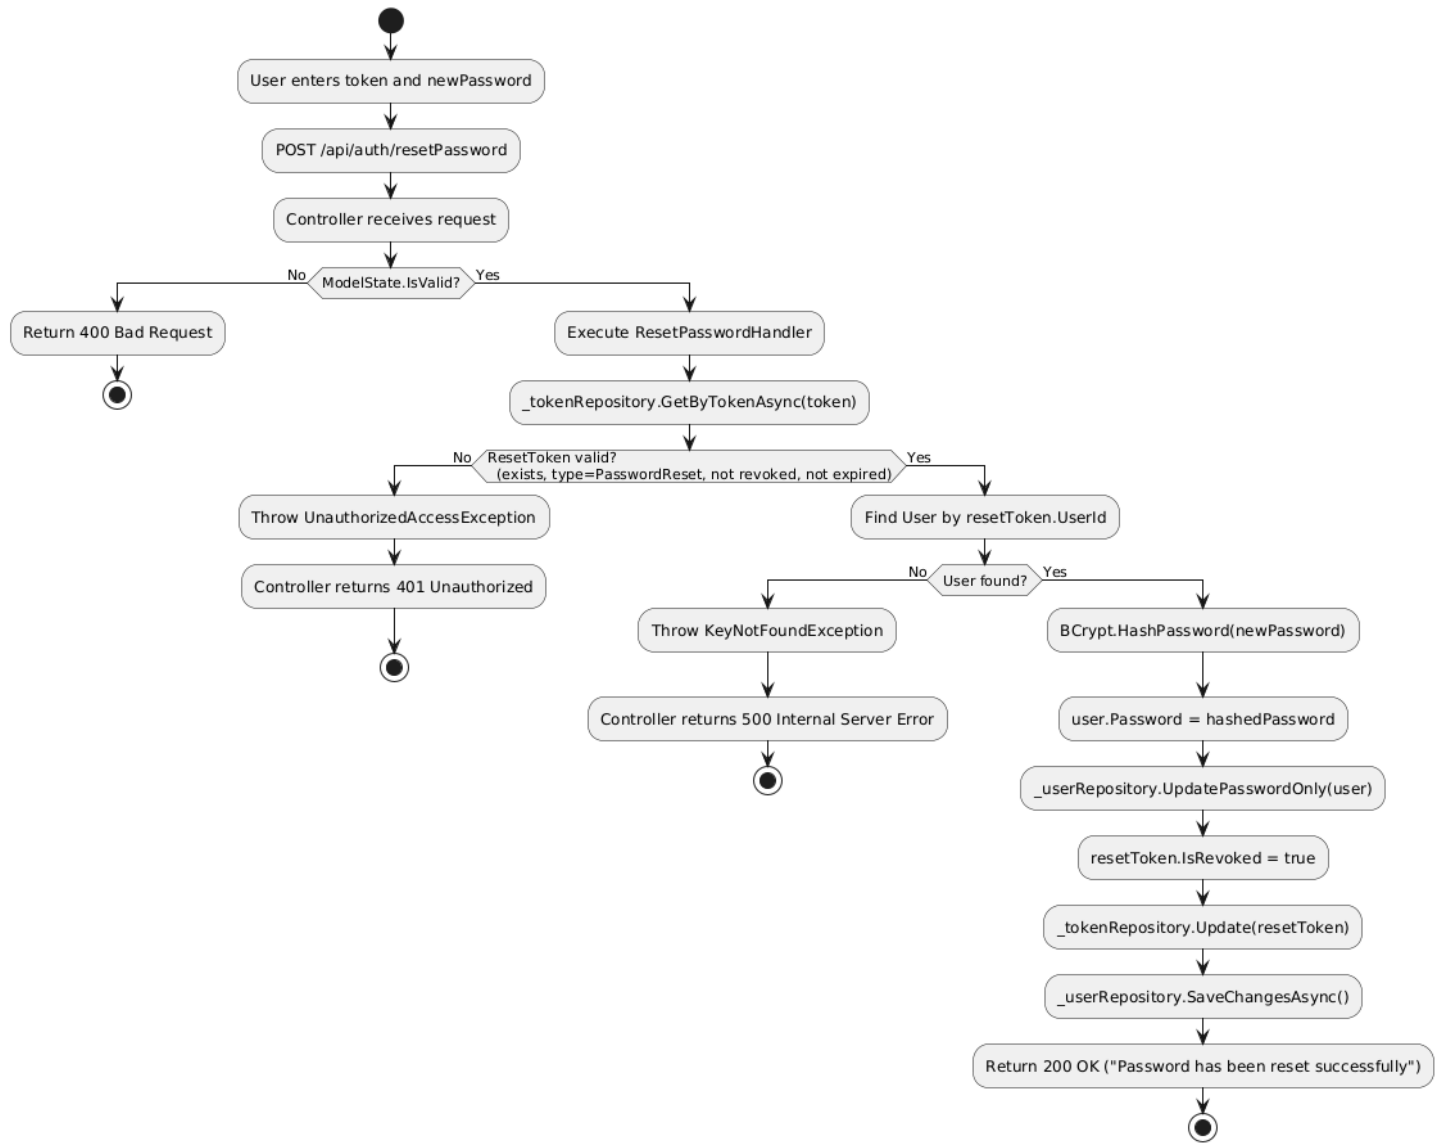 User enters token and newPassword
POST /api/auth/resetPassword
Controller receives request
No
ModelState.IsValid?
Yes
Return 400 Bad Request
Execute ResetPasswordHandler
_tokenRepository.GetByTokenAsync(token)
No
ResetToken valid?
(exists, type=PasswordReset, not revoked, not expired)
Yes
Throw UnauthorizedAccessException
Controller returns 401 Unauthorized
Find User by resetToken.UserId
No
User found?
Yes
Throw KeyNotFoundException
Controller returns 500 Internal Server Error
BCrypt.HashPassword(newPassword)
user.Password = hashedPassword
_userRepository.UpdatePasswordOnly(user)
resetToken.IsRevoked = true
_tokenRepository.Update(resetToken)
_userRepository.SaveChangesAsync()
Return 200 OK ("Password has been reset successfully")